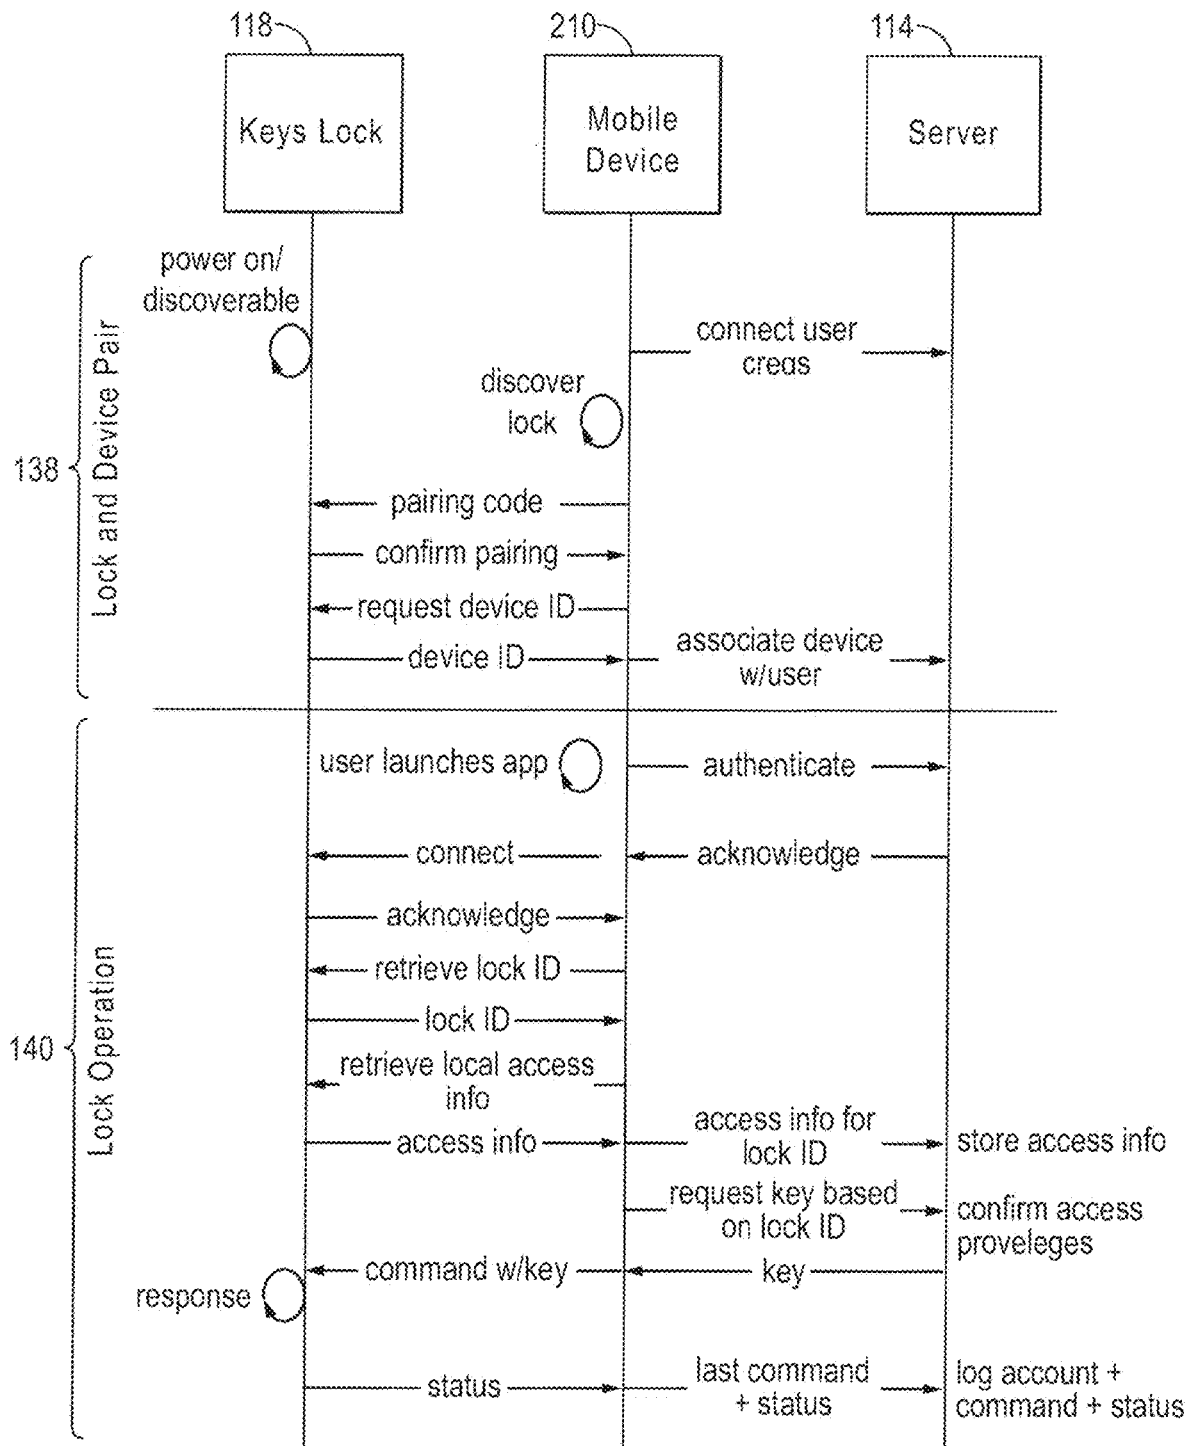 118
210
114
Keys Lock
Mobile
Device
Server
power on/
discoverable
connect user
creds
discover
lock
138
Lock and Device Pair
pairing code
confirm pairing
request device ID
device ID
associate device
w/user
user launches app
authenticate
connect
acknowledge
acknowledge
retrieve lock ID
lock ID
140
Lock Operation
retrieve local access
info
access info
access info for
lock ID
store access info
request key based
on lock ID
confirm access
proveleges
command w/key
key
response
status
last command
+ status
log account +
command + status